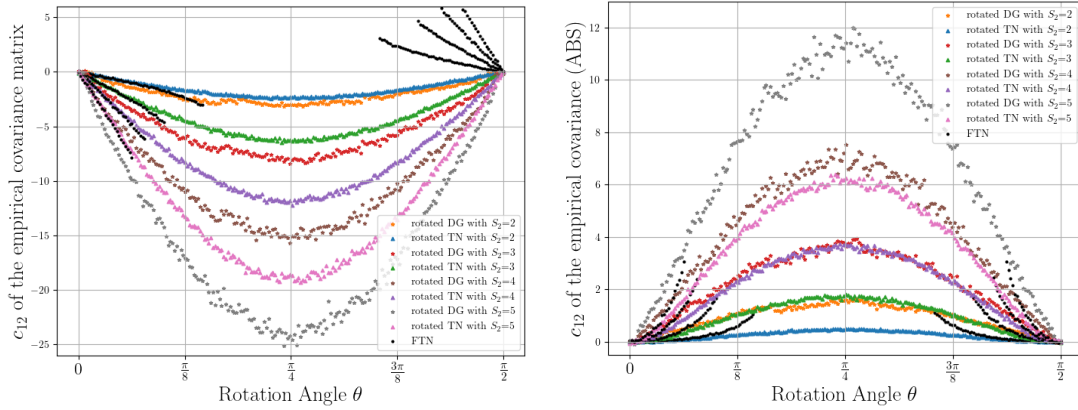 c₁₂ of the empirical covariance matrix
5
0
−5
−10
−15
−20
−25
rotated DG with S₂=2
rotated TN with S₂=2
rotated DG with S₂=3
rotated TN with S₂=3
rotated DG with S₂=4
rotated TN with S₂=4
rotated DG with S₂=5
rotated TN with S₂=5
FTN
0 π/8 π/4 3π/8 π/2
Rotation Angle θ
c₁₂ of the empirical covariance (ABS)
12
10
8
6
4
2
0
rotated DG with S₂=2
rotated TN with S₂=2
rotated DG with S₂=3
rotated TN with S₂=3
rotated DG with S₂=4
rotated TN with S₂=4
rotated DG with S₂=5
rotated TN with S₂=5
FTN
0 π/8 π/4 3π/8 π/2
Rotation Angle θ